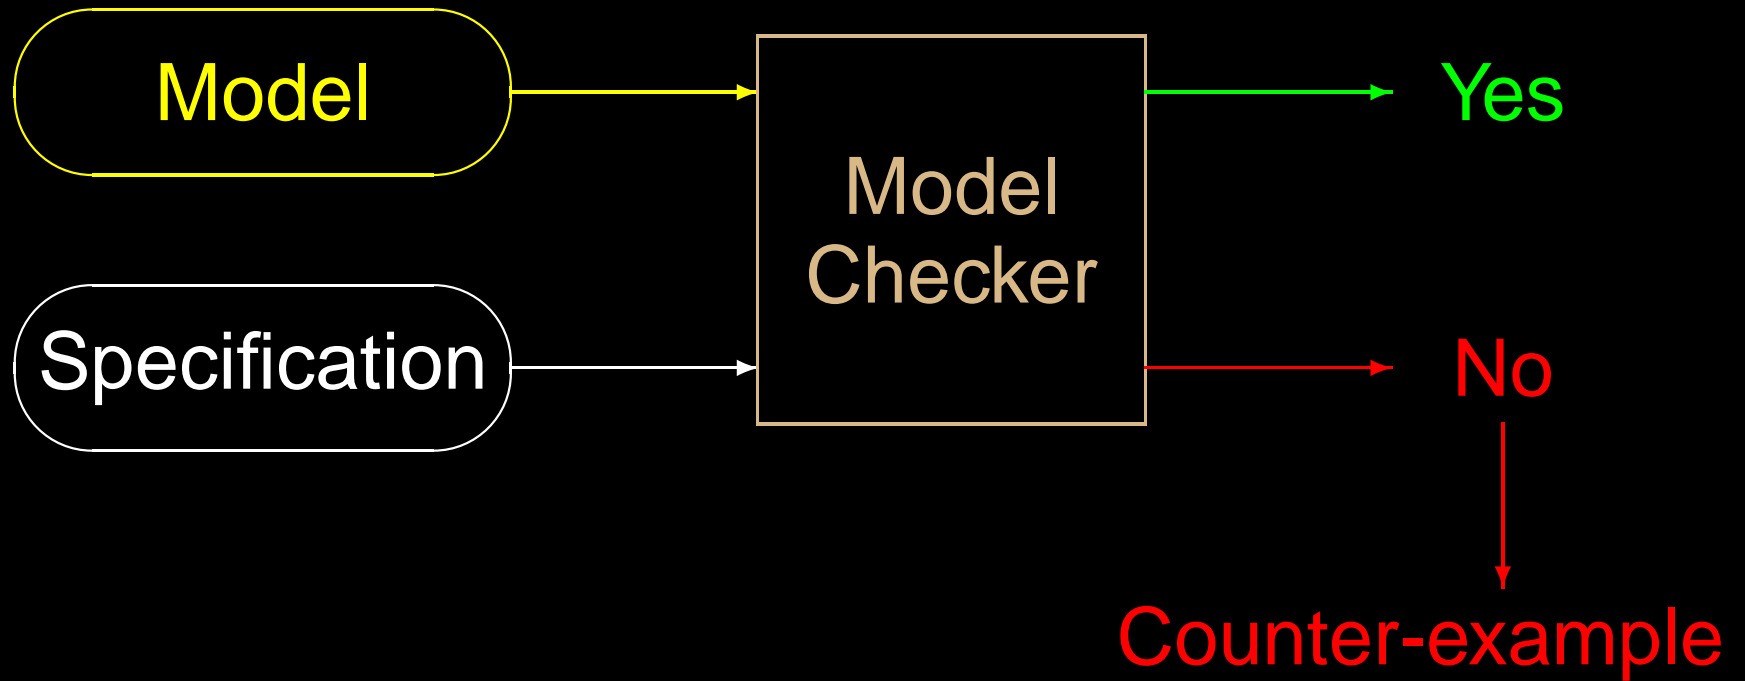 Model
Specification
Model
Checker
Yes
No
Counter-example